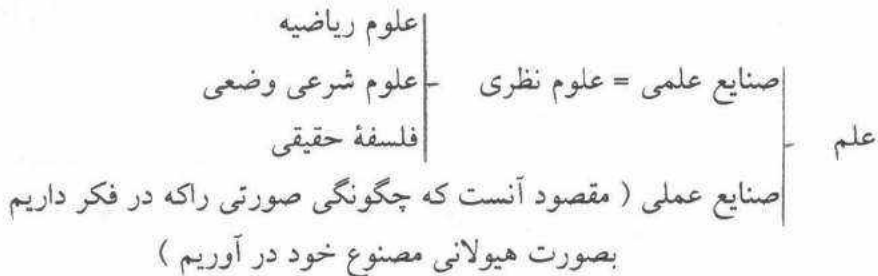 علوم ریاضیه
صنایع علمی = علوم نظری علوم شرعی وضعی
علم
فلسفهٔ حقیقی
صنایع عملی ( مقصود آنست که چگونگی صورتی راکه در فکر داریم
بصورت هیولانی مصنوع خود در آوریم )